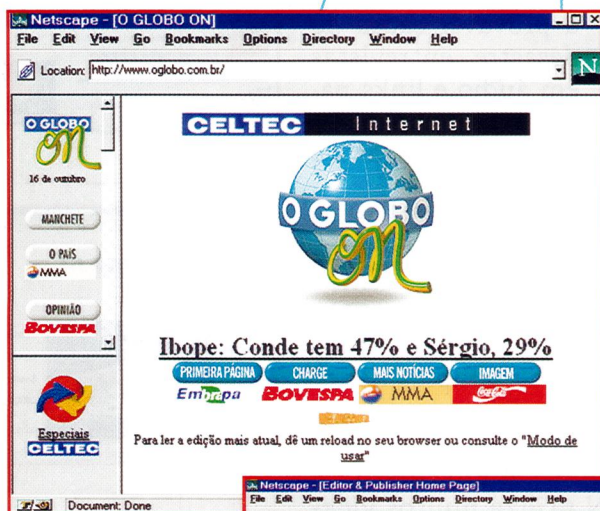 Netscape - [O GLOBO ON]
File Edit View Go Bookmarks Options Directory Window Help
Location: http://www.oglobo.com.br/
N
O GLOBO
on
16 de outubro
MANCHETE
O PAÍS
MMA
OPINIÃO
BOVESPA
Especiais
CELTEC
CELTEC Internet
O GLOBO
on
Ibope: Conde tem 47% e Sérgio, 29%
PRIMEIRA PÁGINA CHARGE MAIS NOTÍCIAS IMAGEM
Embrapa BOVESPA MMA Coca-Cola
Para ler a edição mais atual, dê um reload no seu browser ou consulte o "Modo de
usar"
Document: Done
Netscape - [Editor & Publisher Home Page]
File Edit View Go Bookmarks Options Directory Window Help